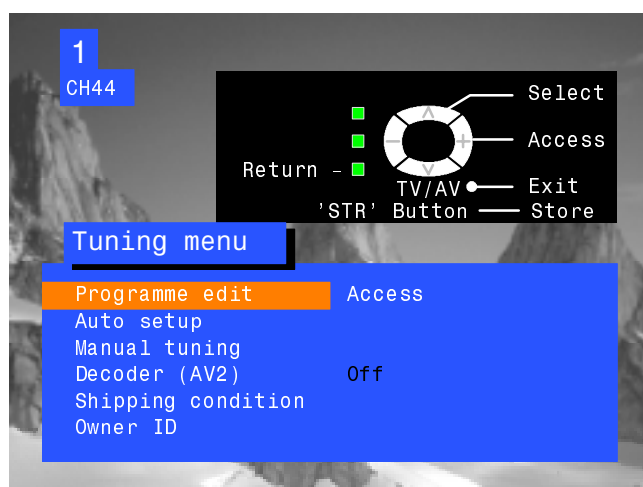 1
CH44
Select
Access
Return -
TV/AV
Exit
'STR' Button
Store
Tuning menu
Programme edit Access
Auto setup
Manual tuning
Decoder (AV2) Off
Shipping condition
Owner ID